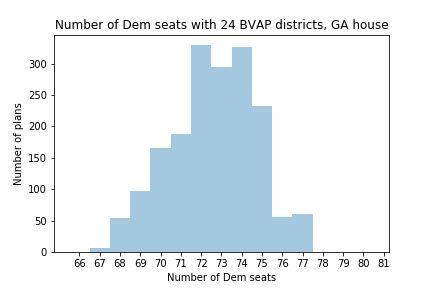 Number of Dem seats with 24 BVAP districts, GA house
300
250
200
150
100
50
0
Number of plans
66 67 68 69 70 71 72 73 74 75 76 77 78 79 80 81
Number of Dem seats